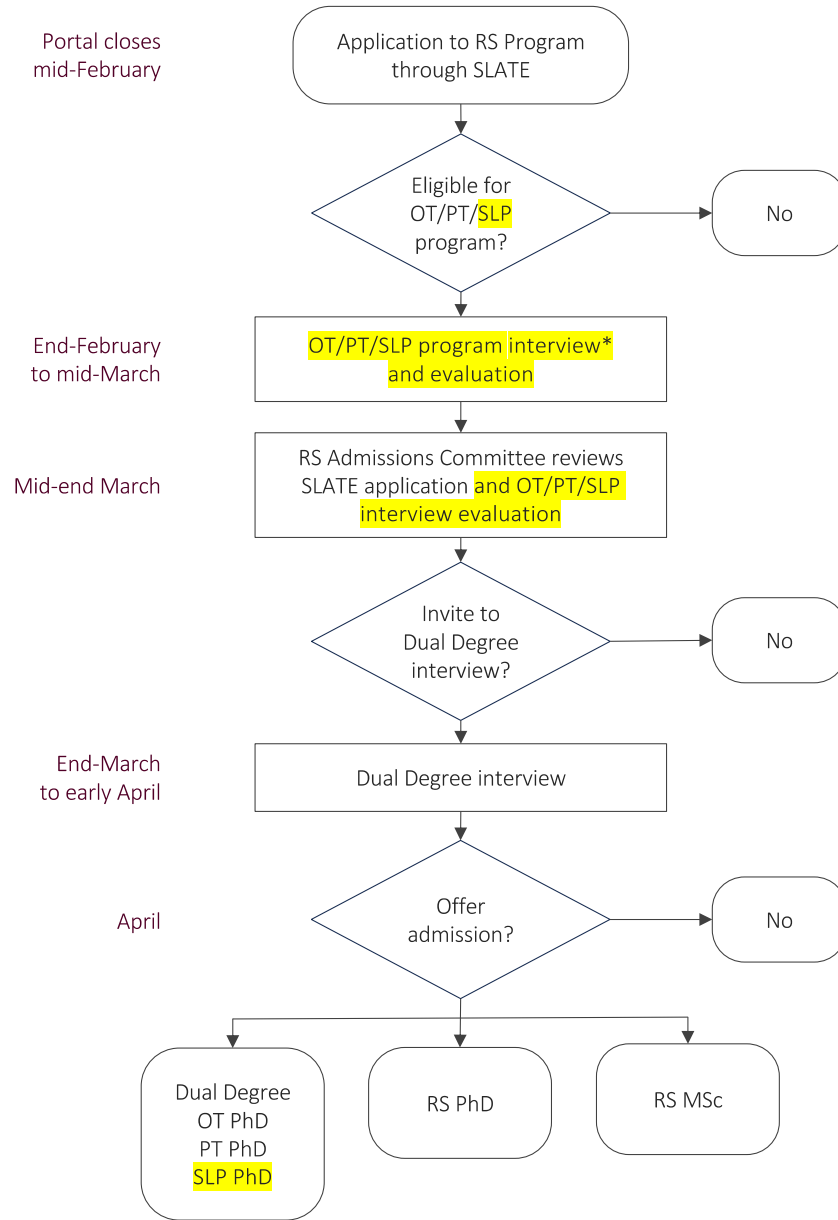 Portal closes
mid-February
Application to RS Program
through SLATE
Eligible for
OT/PT/SLP
program?
No
End-February
to mid-March
OT/PT/SLP program interview*
and evaluation
Mid-end March
RS Admissions Committee reviews
SLATE application and OT/PT/SLP
interview evaluation
Invite to
Dual Degree
interview?
No
End-March
to early April
Dual Degree interview
April
Offer
admission?
No
Dual Degree
OT PhD
PT PhD
SLP PhD
RS PhD
RS MSc